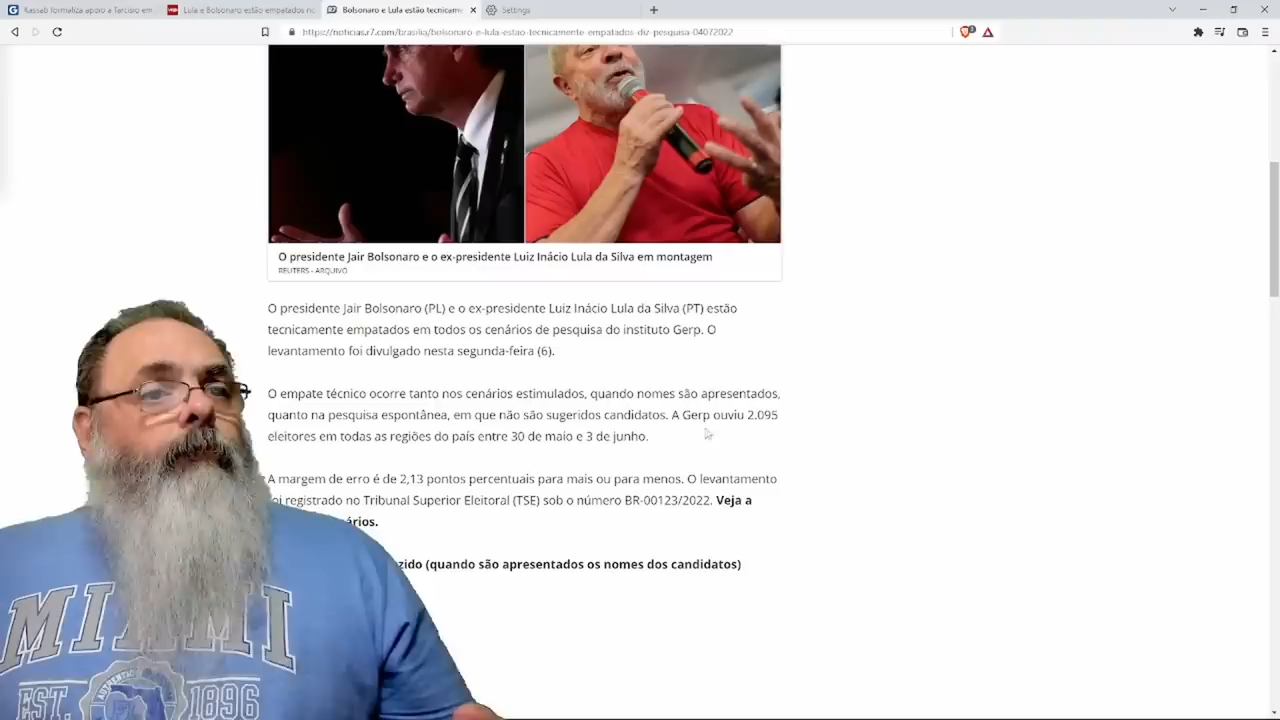 Kassab formaliza apoio a Tarcísio em
Lula e Bolsonaro estão empatados no
Bolsonaro e Lula estão tecnicame
Settings
https://noticias.r7.com/brasilia/bolsonaro-e-lula-estao-tecnicamente-empatados-diz-pesquisa-04072022
O presidente Jair Bolsonaro e o ex-presidente Luiz Inácio Lula da Silva em montagem
REUTERS - ARQUIVO
O presidente Jair Bolsonaro (PL) e o ex-presidente Luiz Inácio Lula da Silva (PT) estão
tecnicamente empatados em todos os cenários de pesquisa do instituto Gerp. O
levantamento foi divulgado nesta segunda-feira (6).
O empate técnico ocorre tanto nos cenários estimulados, quando nomes são apresentados,
quanto na pesquisa espontânea, em que não são sugeridos candidatos. A Gerp ouviu 2.095
eleitores em todas as regiões do país entre 30 de maio e 3 de junho.
A margem de erro é de 2,13 pontos percentuais para mais ou para menos. O levantamento
oi registrado no Tribunal Superior Eleitoral (TSE) sob o número BR-00123/2022. Veja a
ários.
zido (quando são apresentados os nomes dos candidatos)
MIAMI
EST. 1896